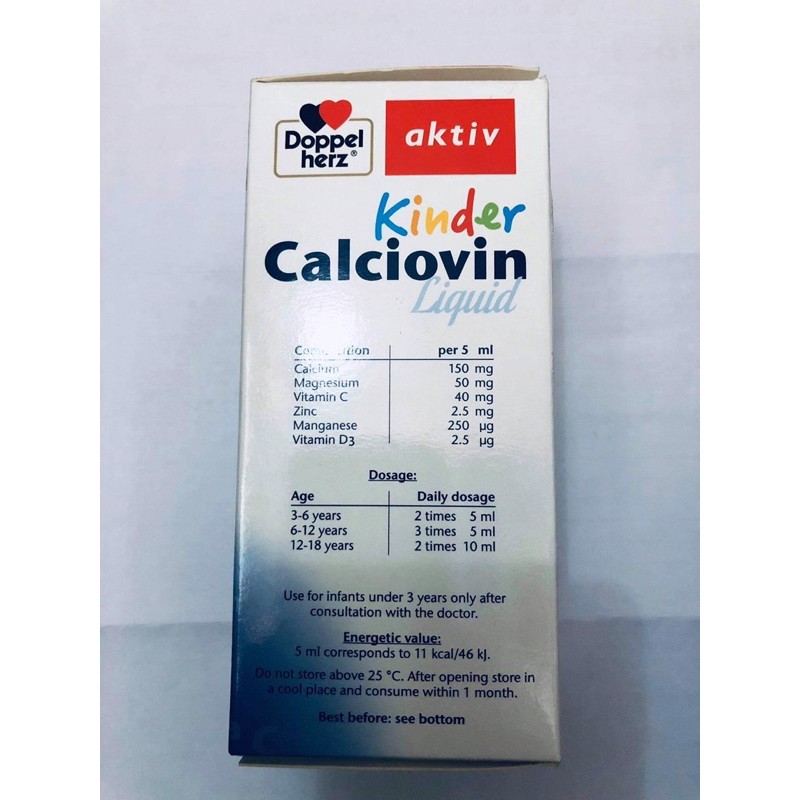 Doppel
herz®
aktiv
Kinder
Calciovin
Liquid
Composition per 5 ml
Calcium 150 mg
Magnesium 50 mg
Vitamin C 40 mg
Zinc 2.5 mg
Manganese 250 µg
Vitamin D3 2.5 µg
Dosage:
Age Daily dosage
3-6 years 2 times 5 ml
6-12 years 3 times 5 ml
12-18 years 2 times 10 ml
Use for infants under 3 years only after
consultation with the doctor.
Energetic value:
5 ml corresponds to 11 kcal/46 kJ.
Do not store above 25 °C. After opening store in
a cool place and consume within 1 month.
Best before: see bottom